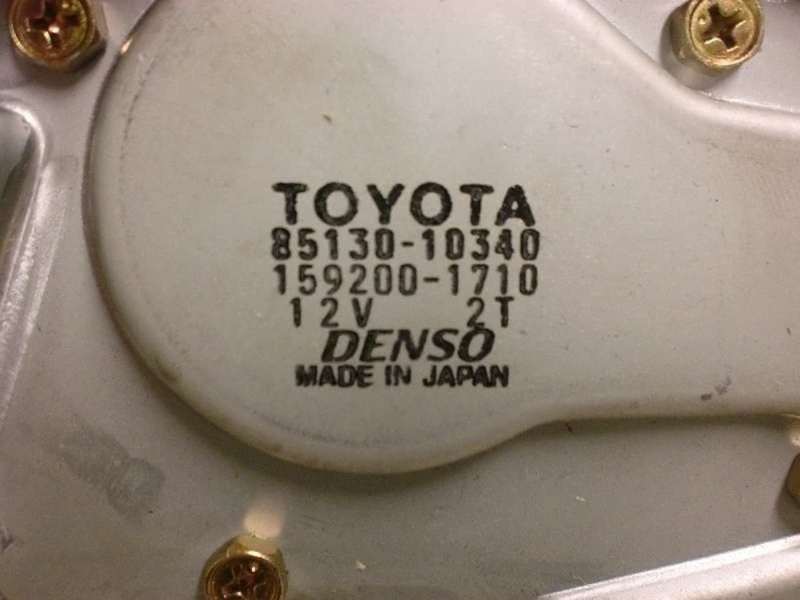 TOYOTA
85130-10340
159200-1710
12V 2T
DENSO
MADE IN JAPAN